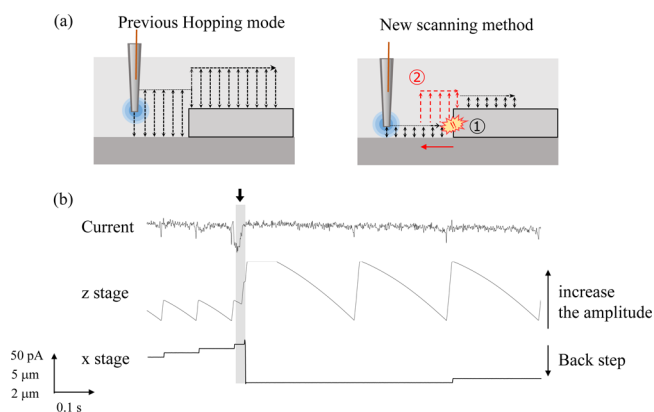 (a)
Previous Hopping mode
New scanning method
②
①
(b)
Current
z stage
increase
the amplitude
x stage
Back step
50 pA
5 μm
2 μm
0.1 s